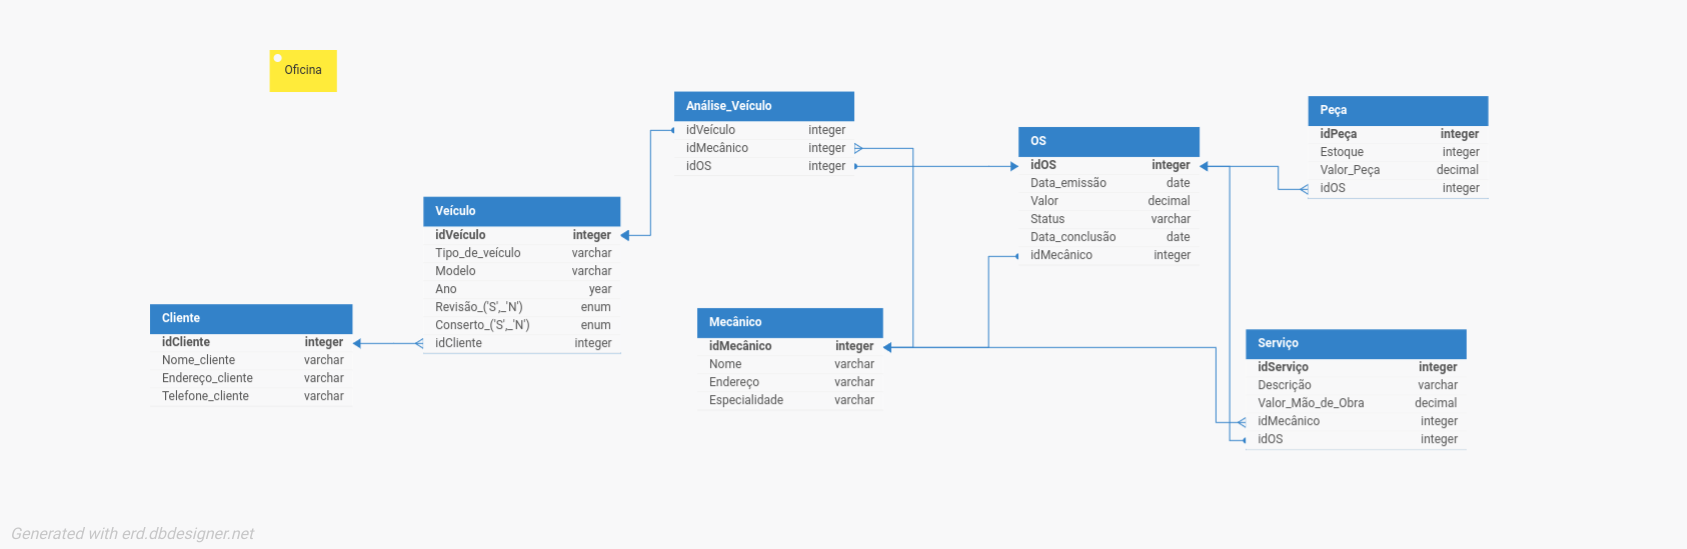 Oficina
Análise_Veículo
idVeículo integer
idMecânico integer
idOS integer
OS
idOS integer
Data_emissão date
Valor decimal
Status varchar
Data_conclusão date
idMecânico integer
Peça
idPeça integer
Estoque integer
Valor_Peça decimal
idOS integer
Veículo
idVeículo integer
Tipo_de_veículo varchar
Modelo varchar
Ano year
Revisão_('S',_'N') enum
Conserto_('S',_'N') enum
idCliente integer
Cliente
idCliente integer
Nome_cliente varchar
Endereço_cliente varchar
Telefone_cliente varchar
Mecânico
idMecânico integer
Nome varchar
Endereço varchar
Especialidade varchar
Serviço
idServiço integer
Descrição varchar
Valor_Mão_de_Obra decimal
idMecânico integer
idOS integer
Generated with erd.dbdesigner.net